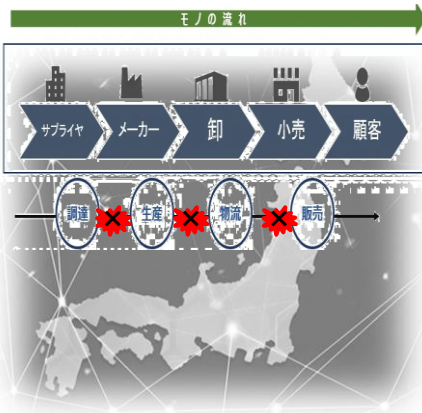 モノの流れ
サプライヤ メーカー 卸 小売 顧客
調達 生産 物流 販売